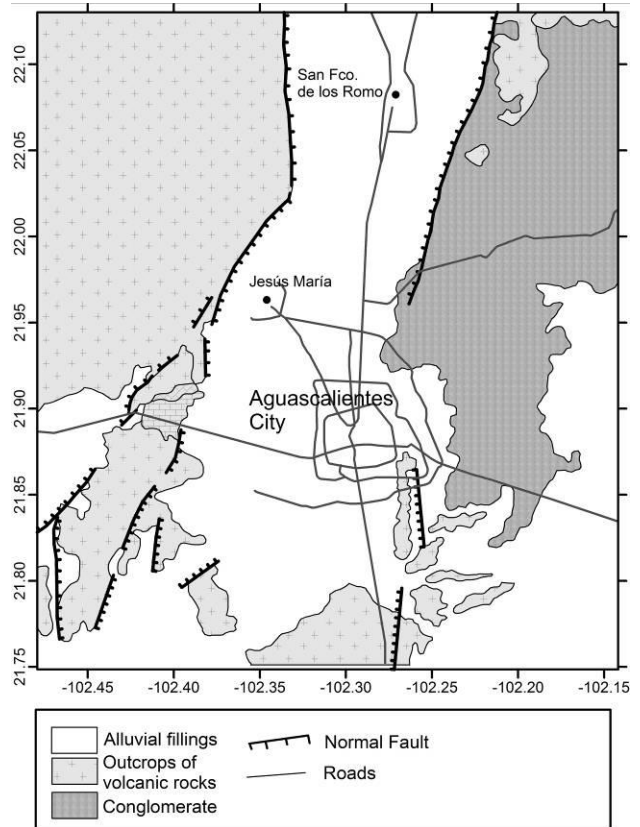 22.10
22.05
22.00
21.95
21.90
21.85
21.80
21.75
San Fco.
de los Romo
Jesús María
Aguascalientes
City
-102.45 -102.40 -102.35 -102.30 -102.25 -102.20 -102.15
Alluvial fillings
Outcrops of
volcanic rocks
Conglomerate
Normal Fault
Roads